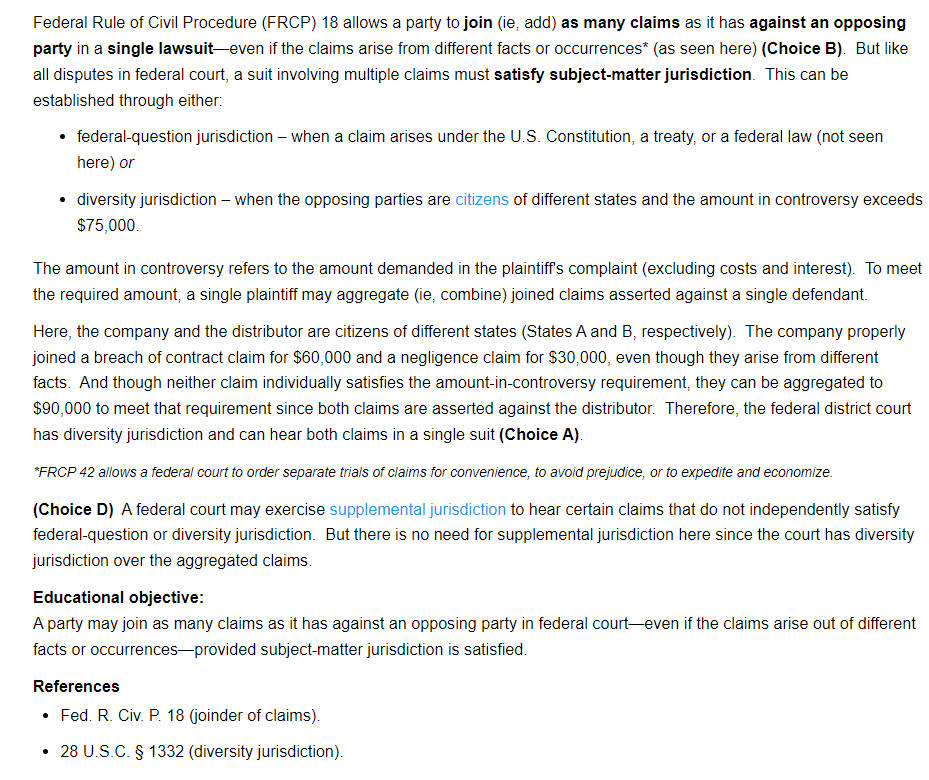 Federal Rule of Civil Procedure (FRCP) 18 allows a party to join (ie, add) as many claims as it has against an opposing
party in a single lawsuit—even if the claims arise from different facts or occurrences* (as seen here) (Choice B).  But like
all disputes in federal court, a suit involving multiple claims must satisfy subject-matter jurisdiction.  This can be
established through either:
• federal-question jurisdiction – when a claim arises under the U.S. Constitution, a treaty, or a federal law (not seen
here) or
• diversity jurisdiction – when the opposing parties are citizens of different states and the amount in controversy exceeds
$75,000.
The amount in controversy refers to the amount demanded in the plaintiff's complaint (excluding costs and interest).  To meet
the required amount, a single plaintiff may aggregate (ie, combine) joined claims asserted against a single defendant.
Here, the company and the distributor are citizens of different states (States A and B, respectively).  The company properly
joined a breach of contract claim for $60,000 and a negligence claim for $30,000, even though they arise from different
facts.  And though neither claim individually satisfies the amount-in-controversy requirement, they can be aggregated to
$90,000 to meet that requirement since both claims are asserted against the distributor.  Therefore, the federal district court
has diversity jurisdiction and can hear both claims in a single suit (Choice A).
*FRCP 42 allows a federal court to order separate trials of claims for convenience, to avoid prejudice, or to expedite and economize.
(Choice D)  A federal court may exercise supplemental jurisdiction to hear certain claims that do not independently satisfy
federal-question or diversity jurisdiction.  But there is no need for supplemental jurisdiction here since the court has diversity
jurisdiction over the aggregated claims.
Educational objective:
A party may join as many claims as it has against an opposing party in federal court—even if the claims arise out of different
facts or occurrences—provided subject-matter jurisdiction is satisfied.
References
• Fed. R. Civ. P. 18 (joinder of claims).
• 28 U.S.C. § 1332 (diversity jurisdiction).